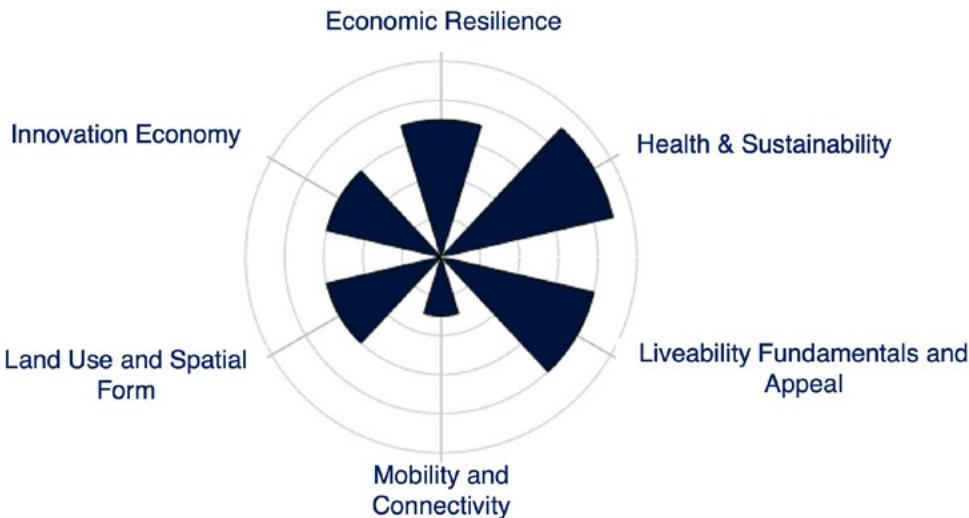 Economic Resilience
Innovation Economy
Health & Sustainability
Land Use and Spatial
Form
Liveability Fundamentals and
Appeal
Mobility and
Connectivity